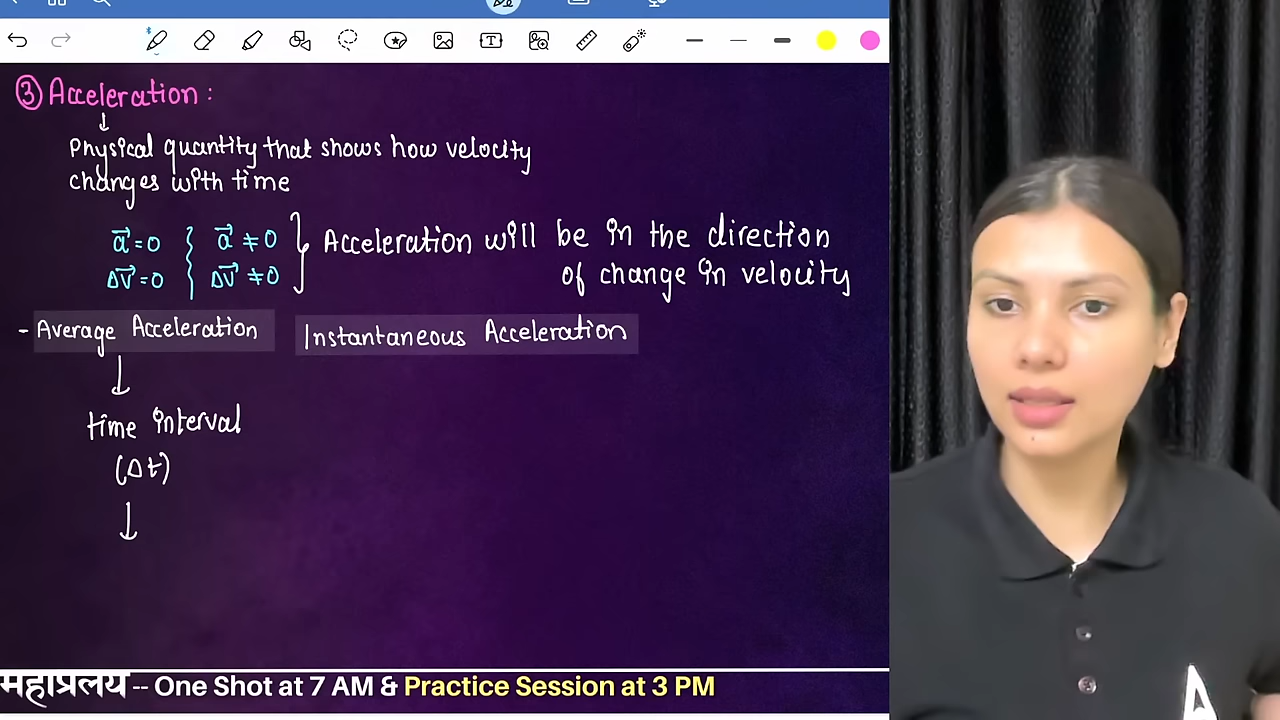 ③ Acceleration :
↓
Physical quantity that shows how velocity
changes with time
a⃗ = 0
a⃗ ≠ 0
Δv⃗ = 0
Δv⃗ ≠ 0
Acceleration will be in the direction
of change in velocity
- Average Acceleration
Instantaneous Acceleration
↓
time interval
(Δt)
↓
महाप्रलय -- One Shot at 7 AM & Practice Session at 3 PM